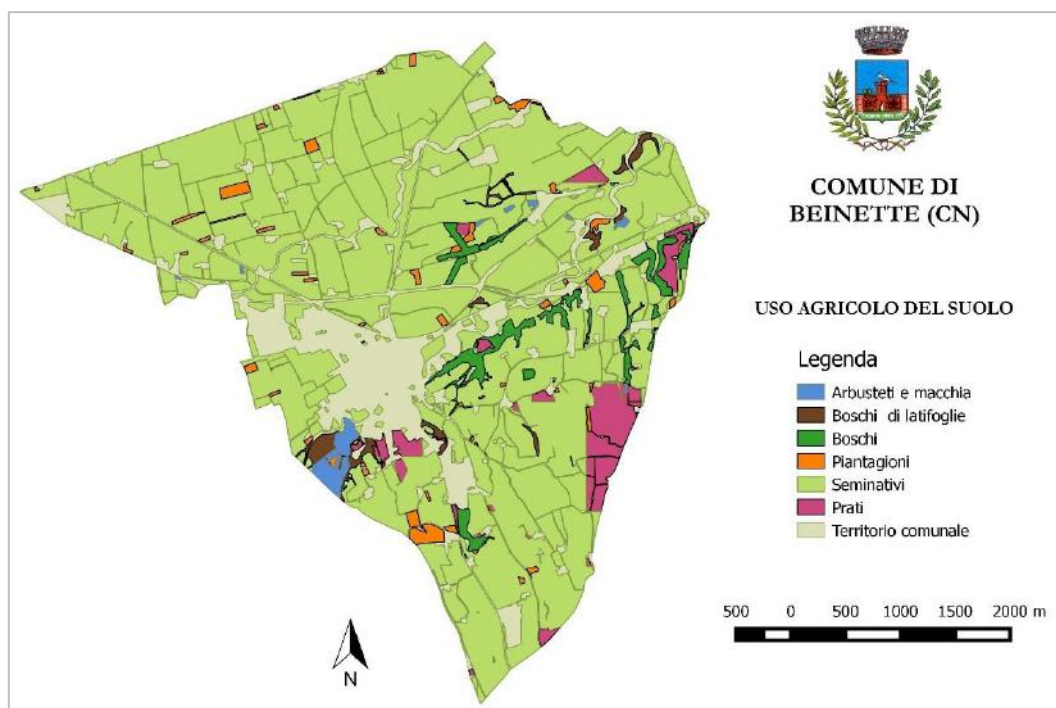 COMUNE DI
BEINETTE (CN)
USO AGRICOLO DEL SUOLO
Legenda
Arbusteti e macchia
Boschi di latifoglie
Boschi
Piantagioni
Seminativi
Prati
Territorio comunale
500 0 500 1000 1500 2000 m
N